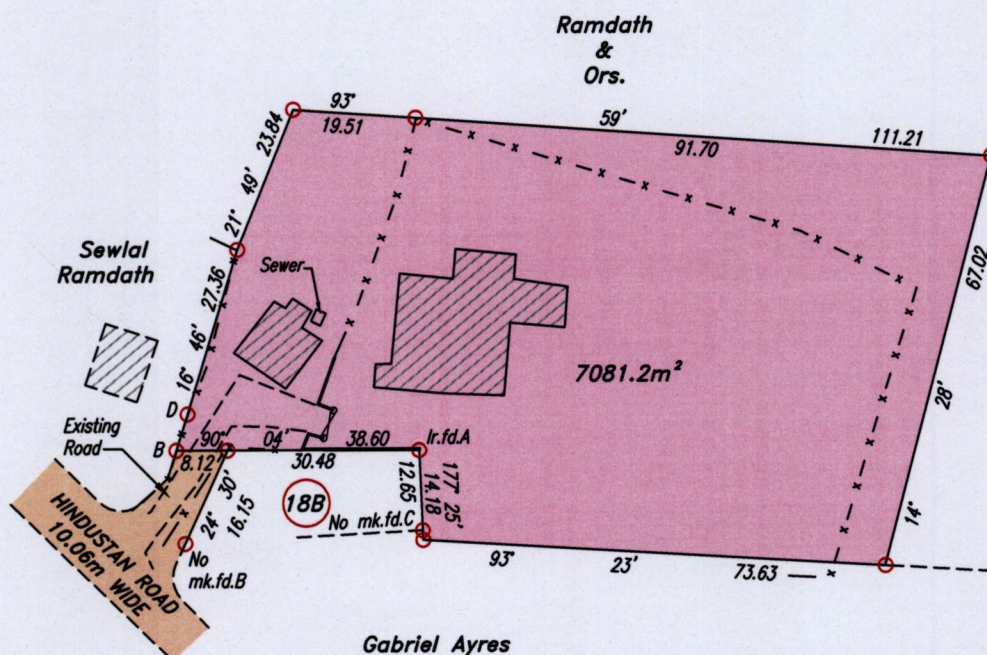 Ramdath
&
Ors.
93°
59'
19.51
91.70
111.21
23.84
49'
21°
27.36
46'
16°
67.02
28'
14°
Sewlal
Ramdath
Sewer
7081.2m²
D
Existing
Road
B
90°
04'
38.60
Ir.fd.A
8.12
30.48
12.65
14.18
177° 25'
18B
No mk.fd.C
30'
24°
16.15
No
mk.fd.B
HINDUSTAN ROAD
10.06m WIDE
93°
23'
73.63
Gabriel Ayres